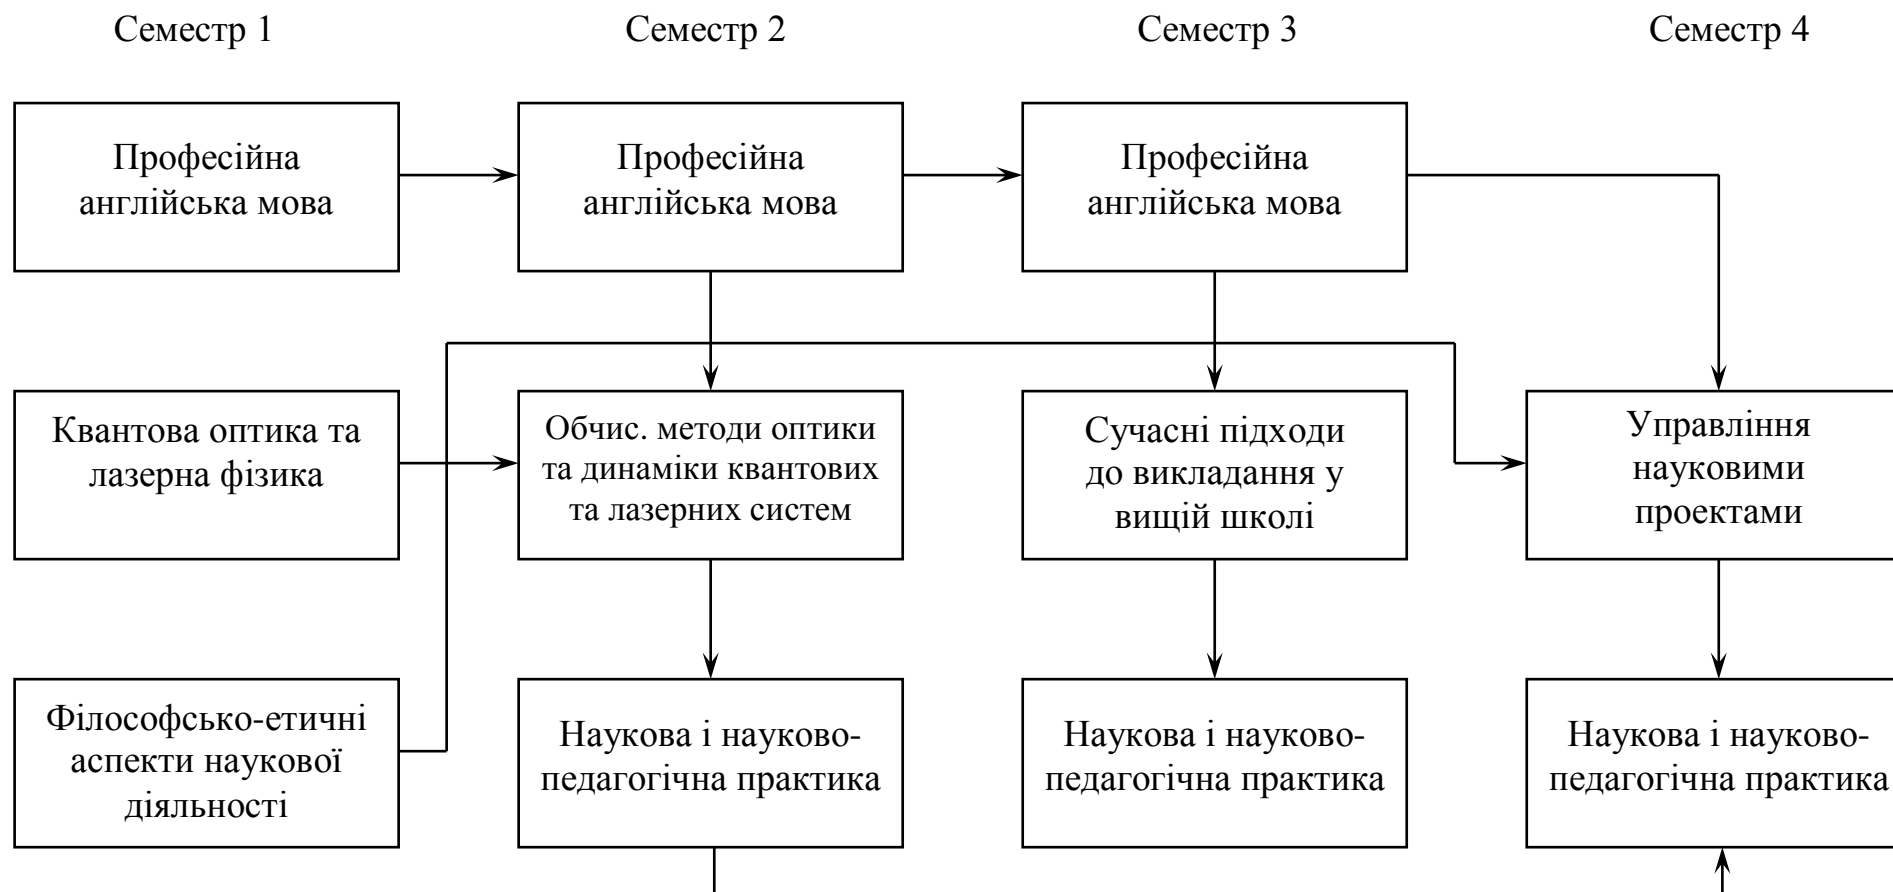 Семестр 1
Семестр 2
Семестр 3
Семестр 4
Професійна
англійська мова
Професійна
англійська мова
Професійна
англійська мова
Квантова оптика та
лазерна фізика
Обчис. методи оптики
та динаміки квантових
та лазерних систем
Сучасні підходи
до викладання у
вищій школі
Управління
науковими
проектами
Філософсько-етичні
аспекти наукової
діяльності
Наукова і науково-
педагогічна практика
Наукова і науково-
педагогічна практика
Наукова і науково-
педагогічна практика